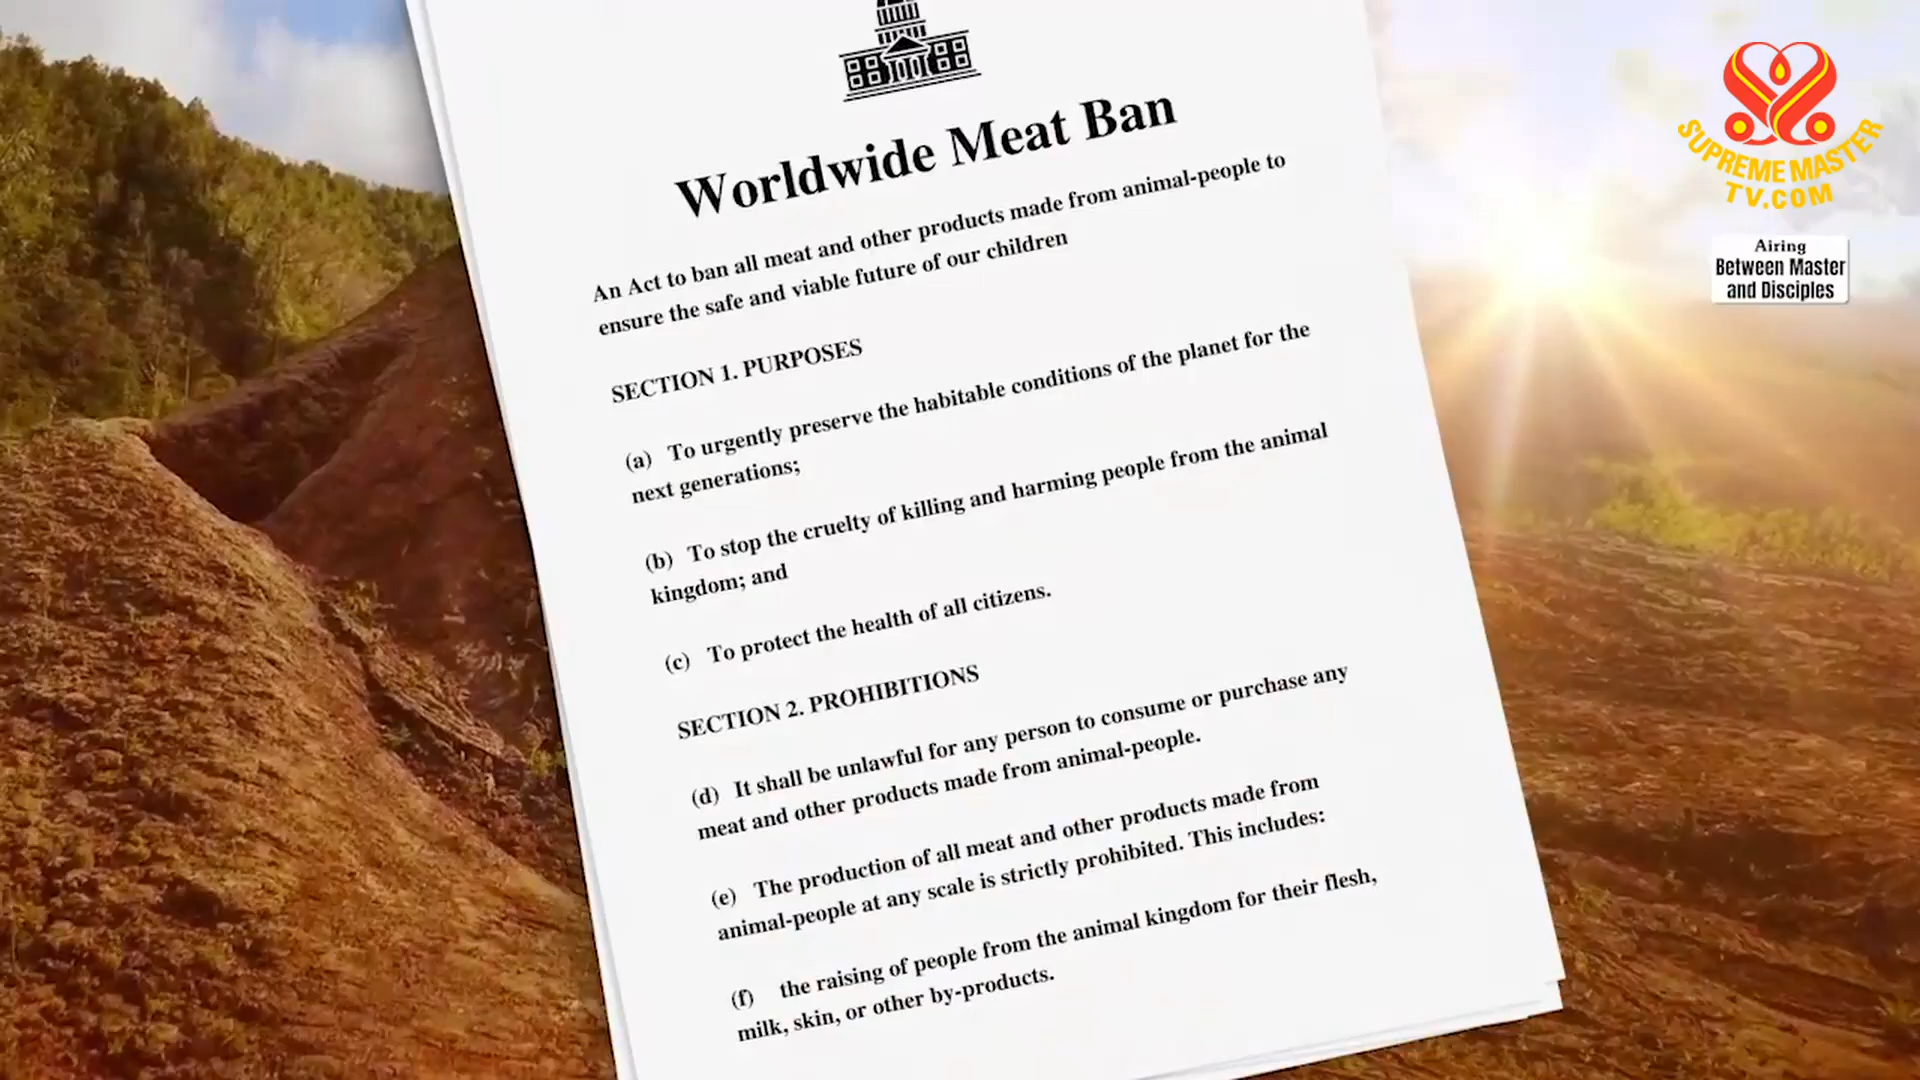 Worldwide Meat Ban
An Act to ban all meat and other products made from animal-people to
ensure the safe and viable future of our children
SECTION 1. PURPOSES
(a) To urgently preserve the habitable conditions of the planet for the
next generations;
(b) To stop the cruelty of killing and harming people from the animal
kingdom; and
(c) To protect the health of all citizens.
SECTION 2. PROHIBITIONS
(d) It shall be unlawful for any person to consume or purchase any
meat and other products made from animal-people.
(e) The production of all meat and other products made from
animal-people at any scale is strictly prohibited. This includes:
(f) the raising of people from the animal kingdom for their flesh,
milk, skin, or other by-products.
SUPREME MASTER
TV.COM
Airing
Between Master
and Disciples